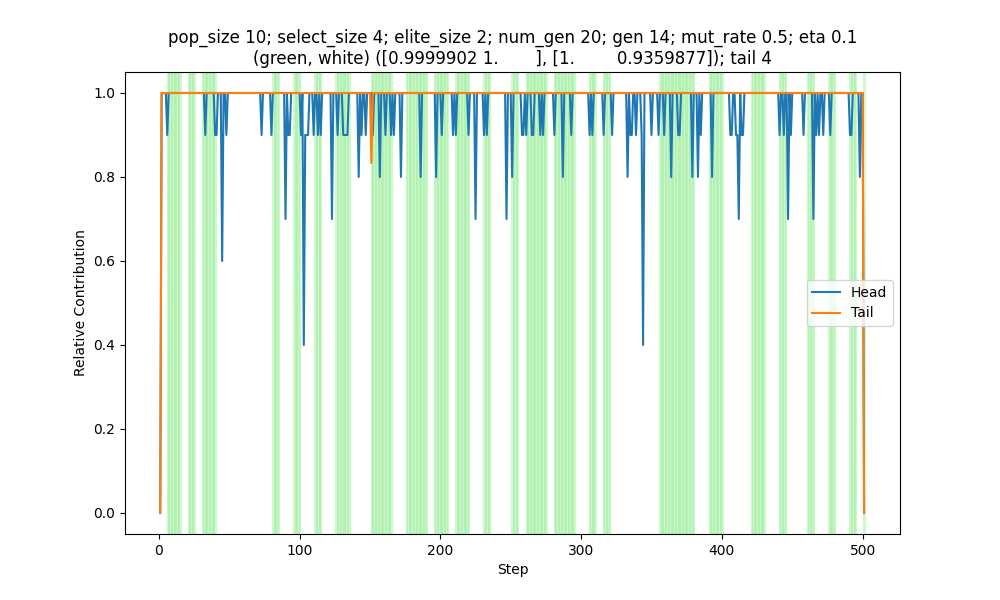 pop_size 10; select_size 4; elite_size 2; num_gen 20; gen 14; mut_rate 0.5; eta 0.1
(green, white) ([0.9999902 1.        ], [1.        0.9359877]); tail 4
1.0
0.8
0.6
0.4
0.2
0.0
Relative Contribution
Head
Tail
0 100 200 300 400 500
Step